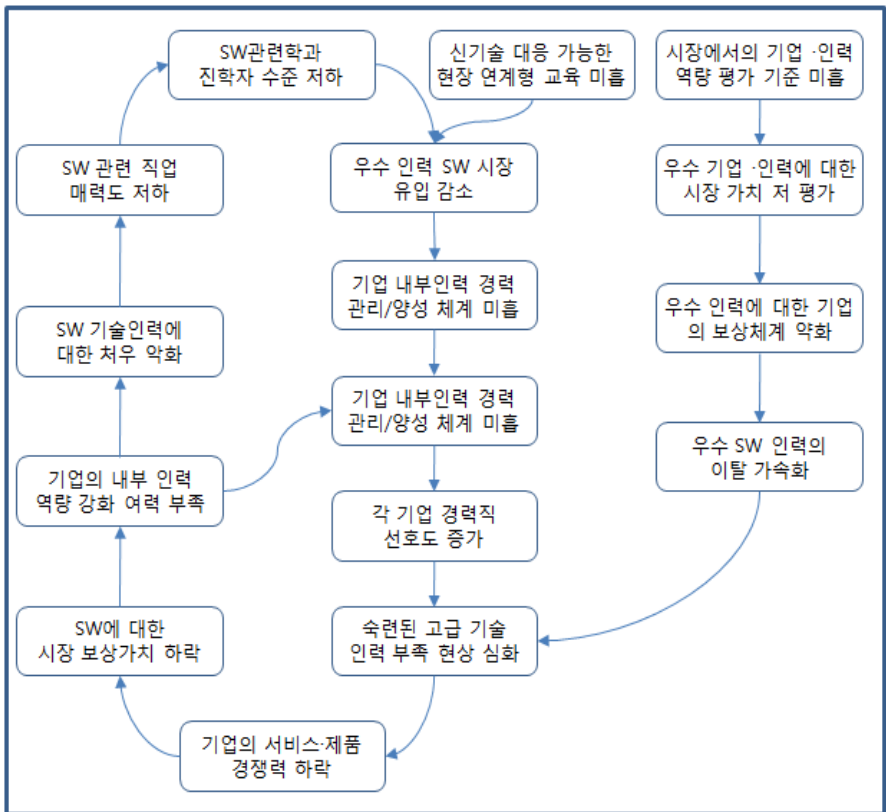 SW관련학과
진학자 수준 저하
신기술 대응 가능한
현장 연계형 교육 미흡
시장에서의 기업 ·인력
역량 평가 기준 미흡
SW 관련 직업
매력도 저하
우수 인력 SW 시장
유입 감소
우수 기업 ·인력에 대한
시장 가치 저 평가
기업 내부인력 경력
관리/양성 체계 미흡
SW 기술인력에
대한 처우 악화
우수 인력에 대한 기업
의 보상체계 약화
기업 내부인력 경력
관리/양성 체계 미흡
기업의 내부 인력
역량 강화 여력 부족
우수 SW 인력의
이탈 가속화
각 기업 경력직
선호도 증가
SW에 대한
시장 보상가치 하락
숙련된 고급 기술
인력 부족 현상 심화
기업의 서비스·제품
경쟁력 하락